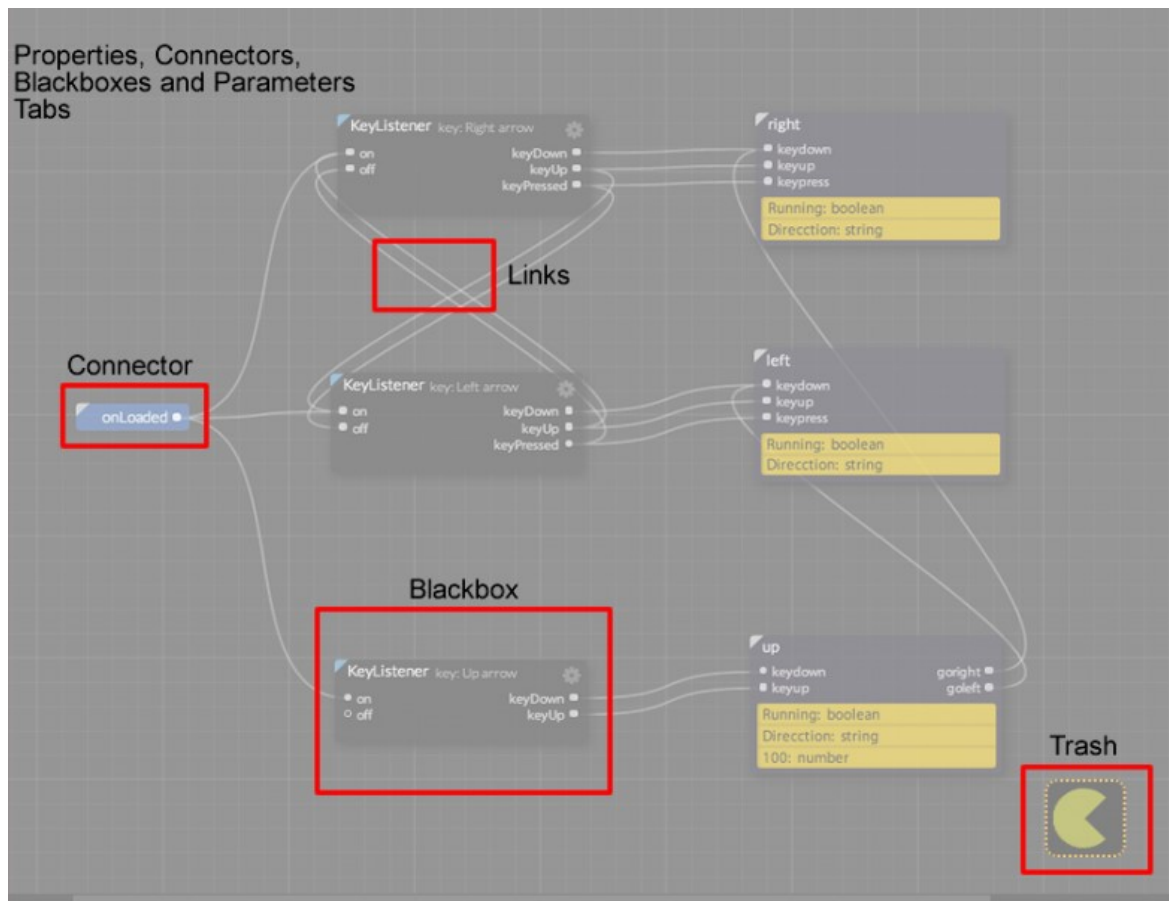 Properties, Connectors,
Blackboxes and Parameters
Tabs
KeyListener key: Right arrow
on keyDown
off keyUp
keyPressed
right
keydown
keyup
keypress
Running: boolean
Direcction: string
Links
Connector
onLoaded
KeyListener key: Left arrow
on keyDown
off keyUp
keyPressed
left
keydown
keyup
keypress
Running: boolean
Direcction: string
Blackbox
KeyListener key: Up arrow
on keyDown
off keyUp
up
keydown goright
keyup goleft
Running: boolean
Direcction: string
100: number
Trash